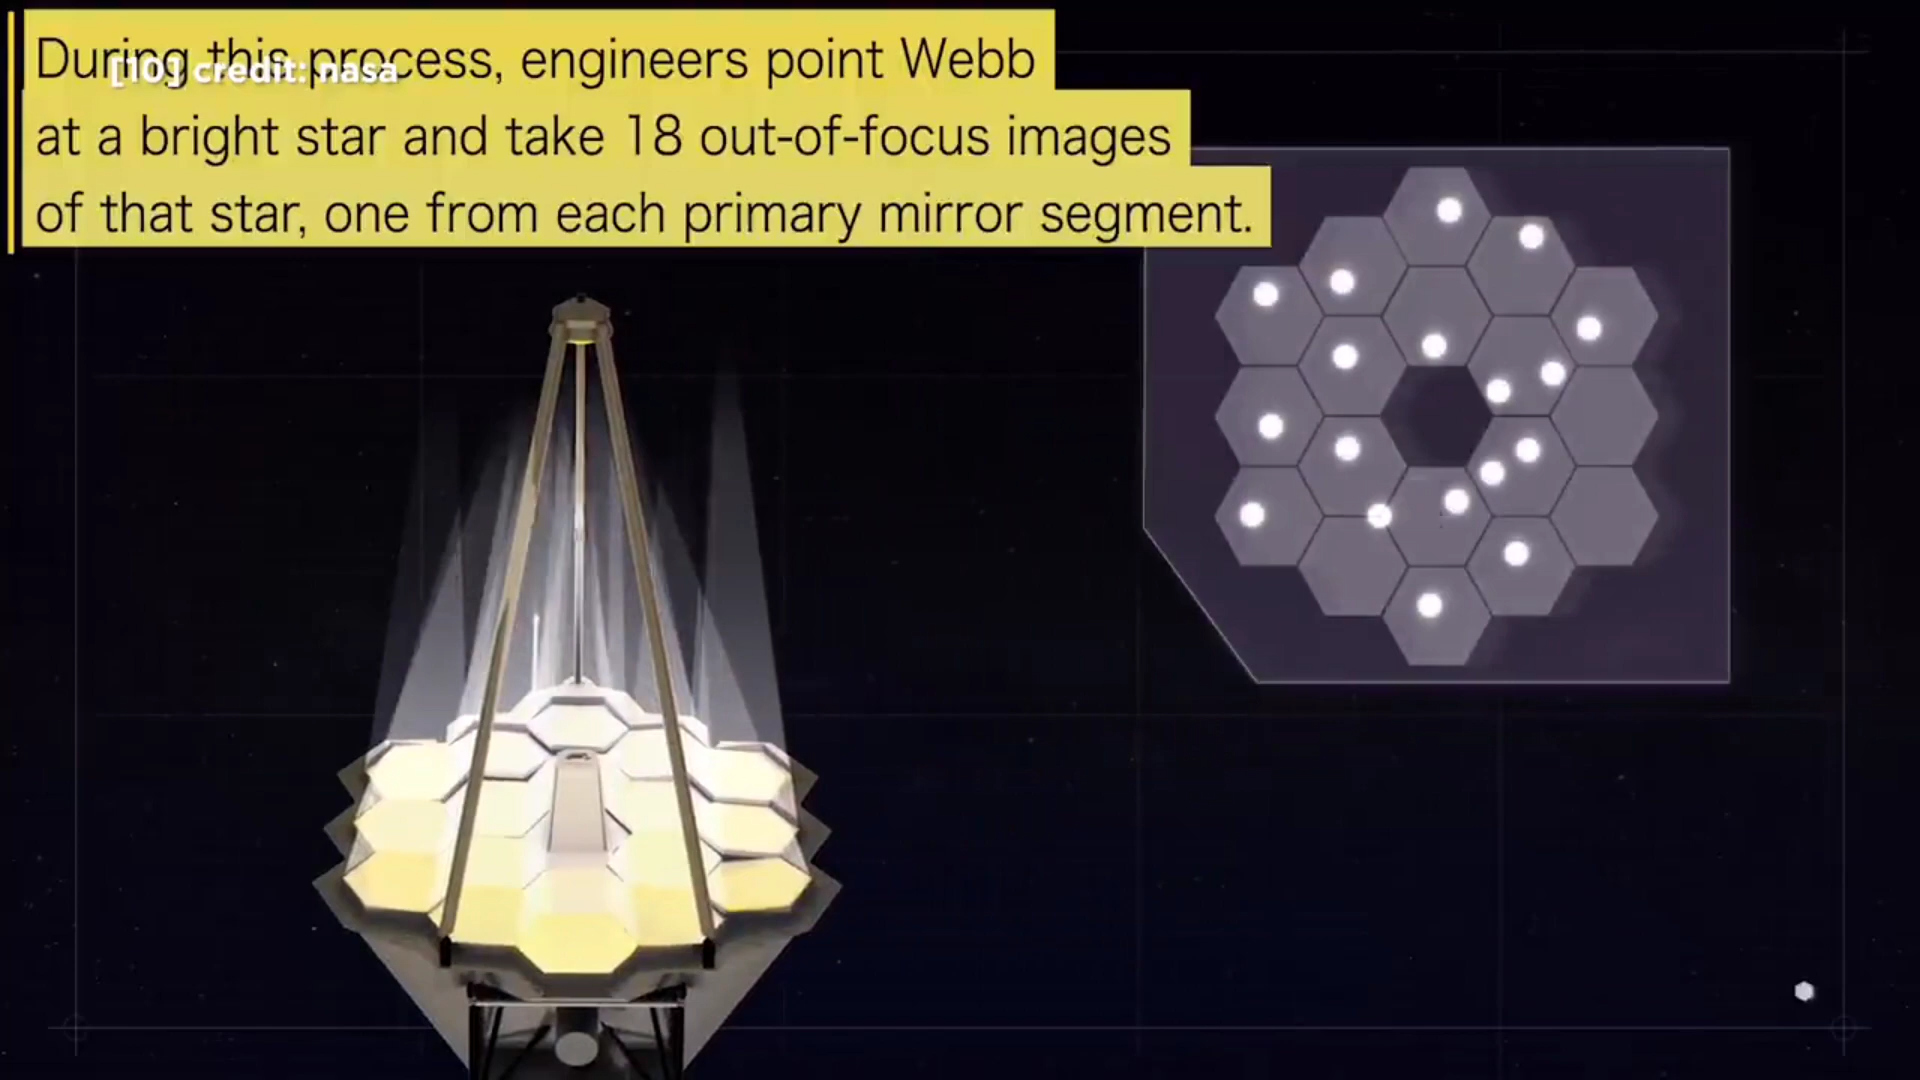 During this process, engineers point Webb
[10] credit: nasa
at a bright star and take 18 out-of-focus images
of that star, one from each primary mirror segment.